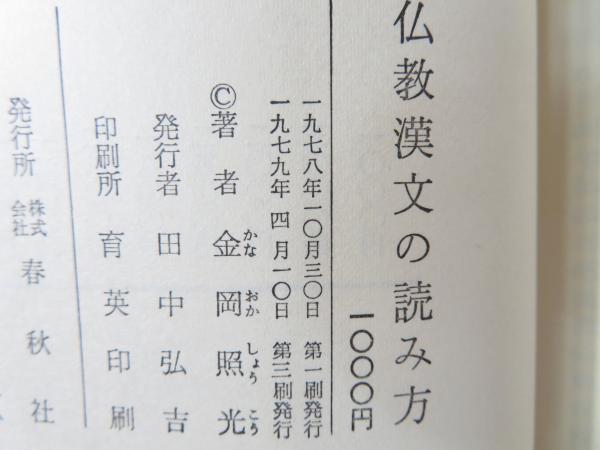 仏教漢文の読み方
一〇〇〇円
一九七八年一〇月三〇日 第一刷発行
一九七九年 四 月一〇日 第三刷発行
©著者 金岡照光
かな おか しょう こう
発行者 田中弘吉
印刷所 育英印刷
発行所 株式会社 春秋社